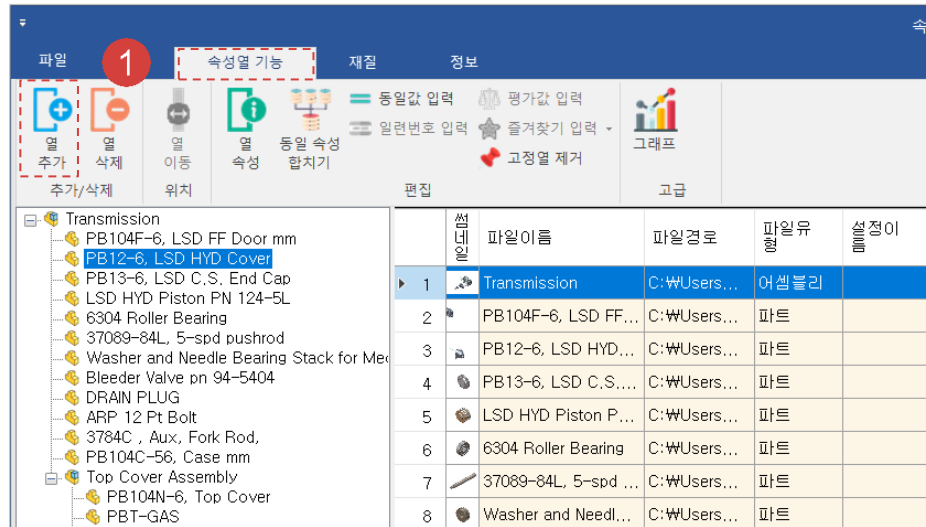 속
파일 1 속성열 기능 재질 정보
열 추가
열 삭제
추가/삭제
열 이동
위치
열 속성
동일 속성 합치기
동일값 입력
일련번호 입력
평가값 입력
즐겨찾기 입력
고정열 제거
편집
그래프
고급
Transmission
PB104F-6, LSD FF Door mm
PB12-6, LSD HYD Cover
PB13-6, LSD C.S. End Cap
LSD HYD Piston PN 124-5L
6304 Roller Bearing
37089-84L, 5-spd pushrod
Washer and Needle Bearing Stack for Me
Bleeder Valve pn 94-5404
DRAIN PLUG
ARP 12 Pt Bolt
3784C , Aux, Fork Rod,
PB104C-56, Case mm
Top Cover Assembly
PB104N-6, Top Cover
PBT-GAS
썸네일 파일이름 파일경로 파일유형 설정이름
1 Transmission C:₩Users... 어셈블리
2 PB104F-6, LSD FF... C:₩Users... 파트
3 PB12-6, LSD HYD... C:₩Users... 파트
4 PB13-6, LSD C.S.... C:₩Users... 파트
5 LSD HYD Piston P... C:₩Users... 파트
6 6304 Roller Bearing C:₩Users... 파트
7 37089-84L, 5-spd ... C:₩Users... 파트
8 Washer and Needl... C:₩Users... 파트